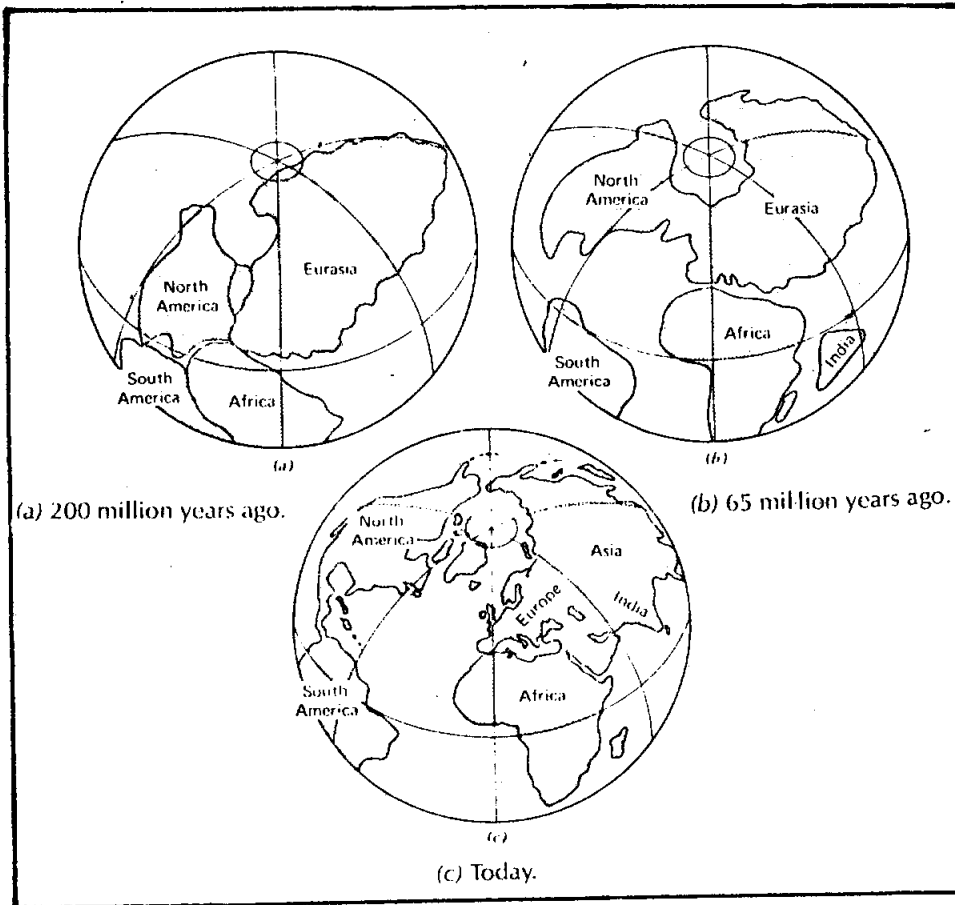 North
America
Eurasia
South
America
Africa
(a)
North
America
Eurasia
Africa
India
South
America
(b)
(a) 200 million years ago.
(b) 65 million years ago.
North
America
Asia
India
Europe
South
America
Africa
(c)
(c) Today.